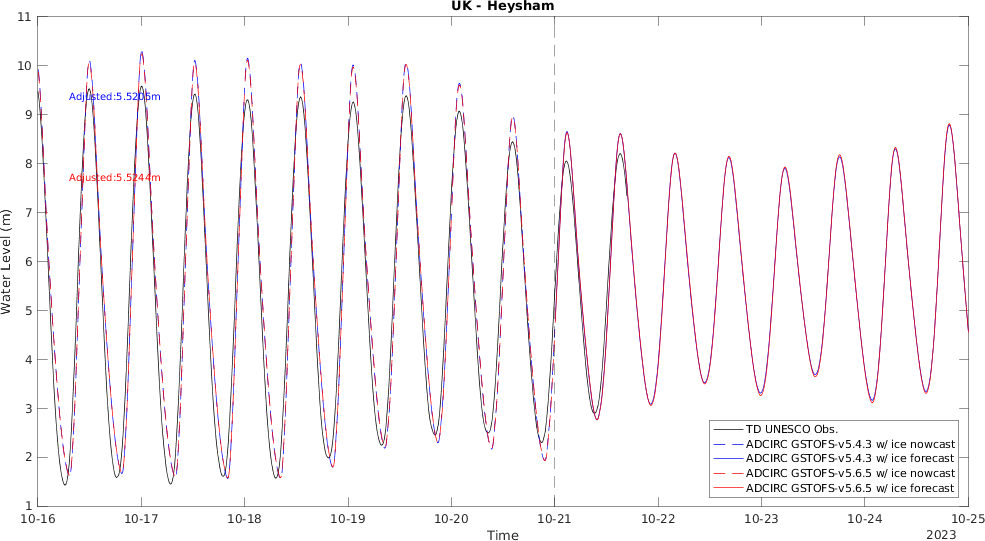 UK - Heysham
11
10
9
8
7
6
5
4
3
2
1
Water Level (m)
Adjusted:5.5205m
Adjusted:5.5244m
TD UNESCO Obs.
ADCIRC GSTOFS-v5.4.3 w/ ice nowcast
ADCIRC GSTOFS-v5.4.3 w/ ice forecast
ADCIRC GSTOFS-v5.6.5 w/ ice nowcast
ADCIRC GSTOFS-v5.6.5 w/ ice forecast
10-16 10-17 10-18 10-19 10-20 10-21 10-22 10-23 10-24 10-25
Time
2023